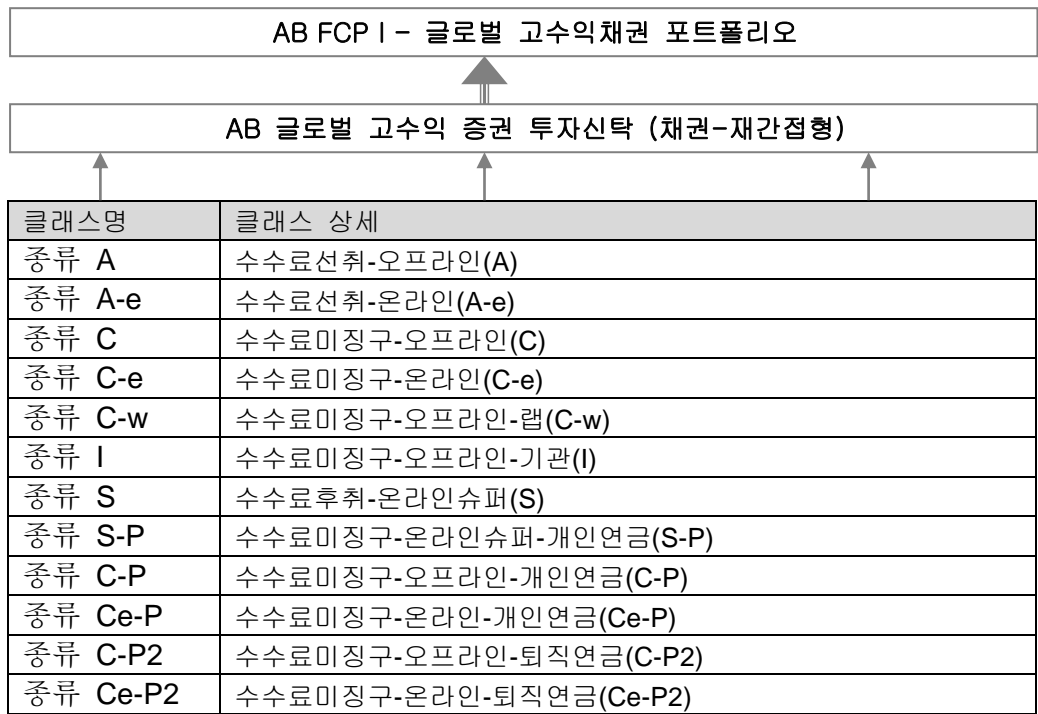 AB FCP I - 글로벌 고수익채권 포트폴리오
AB 글로벌 고수익 증권 투자신탁 (채권-재간접형)
클래스명 클래스 상세
종류 A 수수료선취-오프라인(A)
종류 A-e 수수료선취-온라인(A-e)
종류 C 수수료미징구-오프라인(C)
종류 C-e 수수료미징구-온라인(C-e)
종류 C-w 수수료미징구-오프라인-랩(C-w)
종류 I 수수료미징구-오프라인-기관(I)
종류 S 수수료후취-온라인슈퍼(S)
종류 S-P 수수료미징구-온라인슈퍼-개인연금(S-P)
종류 C-P 수수료미징구-오프라인-개인연금(C-P)
종류 Ce-P 수수료미징구-온라인-개인연금(Ce-P)
종류 C-P2 수수료미징구-오프라인-퇴직연금(C-P2)
종류 Ce-P2 수수료미징구-온라인-퇴직연금(Ce-P2)